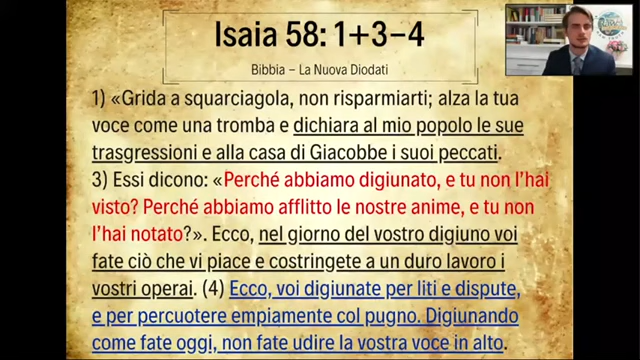 Isaia 58: 1+3–4
Bibbia – La Nuova Diodati
1) «Grida a squarciagola, non risparmiarti; alza la tua
voce come una tromba e dichiara al mio popolo le sue
trasgressioni e alla casa di Giacobbe i suoi peccati.
3) Essi dicono: «Perché abbiamo digiunato, e tu non l'hai
visto? Perché abbiamo afflitto le nostre anime, e tu non
l'hai notato?». Ecco, nel giorno del vostro digiuno voi
fate ciò che vi piace e costringete a un duro lavoro i
vostri operai. (4) Ecco, voi digiunate per liti e dispute,
e per percuotere empiamente col pugno. Digiunando
come fate oggi, non fate udire la vostra voce in alto.